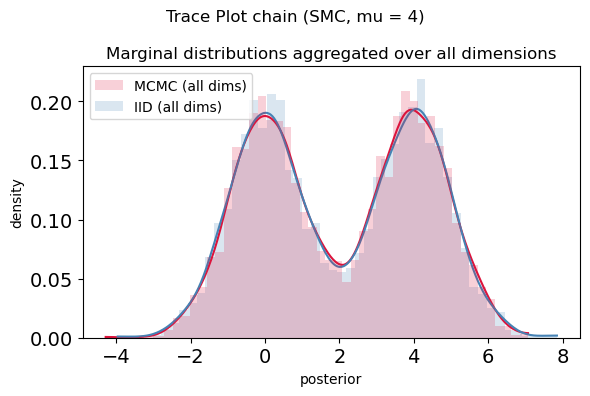 Trace Plot chain (SMC, mu = 4)
Marginal distributions aggregated over all dimensions
MCMC (all dims)
IID (all dims)
density
0.20
0.15
0.10
0.05
0.00
−4 −2 0 2 4 6 8
posterior